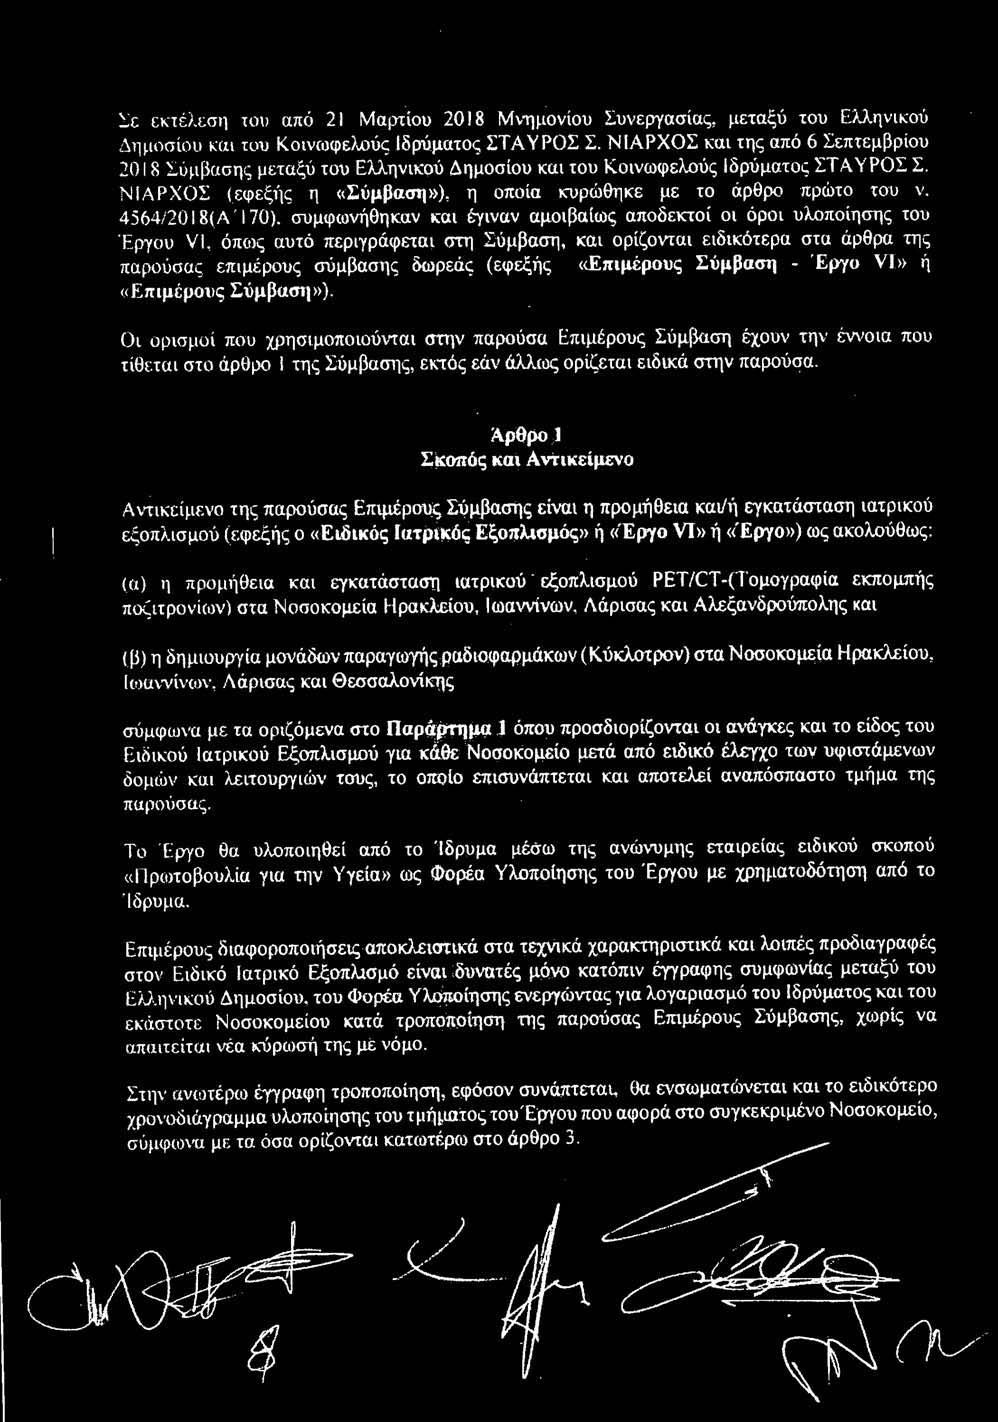 Σε εκτέλεση του από 21 Μαρτίου 2018 Μνημονίου Συνεργασίας, μεταξύ του Ελληνικού
Δημοσίου και του Κοινωφελούς Ιδρύματος ΣΤΑΥΡΟΣ Σ. ΝΙΑΡΧΟΣ και της από 6 Σεπτεμβρίου
2018 Σύμβασης μεταξύ του Ελληνικού Δημοσίου και του Κοινωφελούς Ιδρύματος ΣΤΑΥΡΟΣ Σ.
ΝΙΑΡΧΟΣ (εφεξής η «Σύμβαση»), η οποία κυρώθηκε με το άρθρο πρώτο του ν.
4564/2018(Α΄170), συμφωνήθηκαν και έγιναν αμοιβαίως αποδεκτοί οι όροι υλοποίησης του
Έργου VI, όπως αυτό περιγράφεται στη Σύμβαση, και ορίζονται ειδικότερα στα άρθρα της
παρούσας επιμέρους σύμβασης δωρεάς (εφεξής «Επιμέρους Σύμβαση - Έργο VI» ή
«Επιμέρους Σύμβαση»).
Οι ορισμοί που χρησιμοποιούνται στην παρούσα Επιμέρους Σύμβαση έχουν την έννοια που
τίθεται στο άρθρο 1 της Σύμβασης, εκτός εάν άλλως ορίζεται ειδικά στην παρούσα.
Άρθρο 1
Σκοπός και Αντικείμενο
Αντικείμενο της παρούσας Επιμέρους Σύμβασης είναι η προμήθεια και/ή εγκατάσταση ιατρικού
εξοπλισμού (εφεξής ο «Ειδικός Ιατρικός Εξοπλισμός» ή «Έργο VI» ή «Έργο») ως ακολούθως:
(α) η προμήθεια και εγκατάσταση ιατρικού εξοπλισμού PET/CT-(Τομογραφία εκπομπής
ποζιτρονίων) στα Νοσοκομεία Ηρακλείου, Ιωαννίνων, Λάρισας και Αλεξανδρούπολης και
(β) η δημιουργία μονάδων παραγωγής ραδιοφαρμάκων (Κύκλοτρον) στα Νοσοκομεία Ηρακλείου,
Ιωαννίνων, Λάρισας και Θεσσαλονίκης
σύμφωνα με τα οριζόμενα στο Παράρτημα 1 όπου προσδιορίζονται οι ανάγκες και το είδος του
Ειδικού Ιατρικού Εξοπλισμού για κάθε Νοσοκομείο μετά από ειδικό έλεγχο των υφιστάμενων
δομών και λειτουργιών τους, το οποίο επισυνάπτεται και αποτελεί αναπόσπαστο τμήμα της
παρούσας.
Το Έργο θα υλοποιηθεί από το Ίδρυμα μέσω της ανώνυμης εταιρείας ειδικού σκοπού
«Πρωτοβουλία για την Υγεία» ως Φορέα Υλοποίησης του Έργου με χρηματοδότηση από το
Ίδρυμα.
Επιμέρους διαφοροποιήσεις αποκλειστικά στα τεχνικά χαρακτηριστικά και λοιπές προδιαγραφές
στον Ειδικό Ιατρικό Εξοπλισμό είναι δυνατές μόνο κατόπιν έγγραφης συμφωνίας μεταξύ του
Ελληνικού Δημοσίου, του Φορέα Υλοποίησης ενεργώντας για λογαριασμό του Ιδρύματος και του
εκάστοτε Νοσοκομείου κατά τροποποίηση της παρούσας Επιμέρους Σύμβασης, χωρίς να
απαιτείται νέα κύρωσή της με νόμο.
Στην ανωτέρω έγγραφη τροποποίηση, εφόσον συνάπτεται, θα ενσωματώνεται και το ειδικότερο
χρονοδιάγραμμα υλοποίησης του τμήματος του Έργου που αφορά στο συγκεκριμένο Νοσοκομείο,
σύμφωνα με τα όσα ορίζονται κατωτέρω στο άρθρο 3.